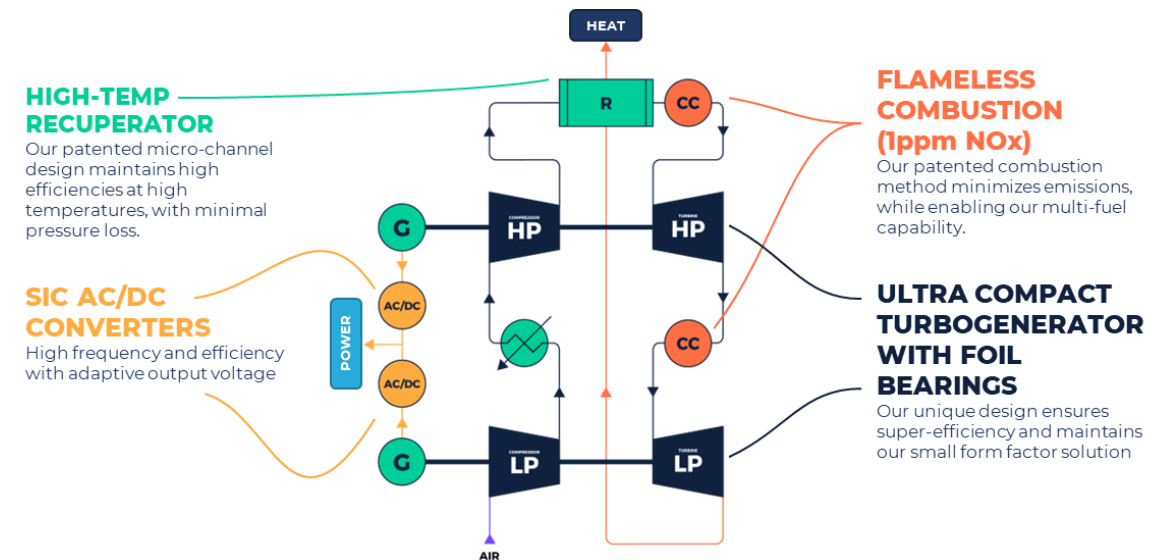 HEAT
HIGH-TEMP
RECUPERATOR
Our patented micro-channel
design maintains high
efficiencies at high
temperatures, with minimal
pressure loss.
R
CC
FLAMELESS
COMBUSTION
(1ppm NOx)
Our patented combustion
method minimizes emissions,
while enabling our multi-fuel
capability.
G
COMPRESSOR
HP
TURBINE
HP
SIC AC/DC
CONVERTERS
High frequency and efficiency
with adaptive output voltage
POWER
AC/DC
AC/DC
CC
ULTRA COMPACT
TURBOGENERATOR
WITH FOIL
BEARINGS
Our unique design ensures
super-efficiency and maintains
our small form factor solution
G
COMPRESSOR
LP
TURBINE
LP
AIR